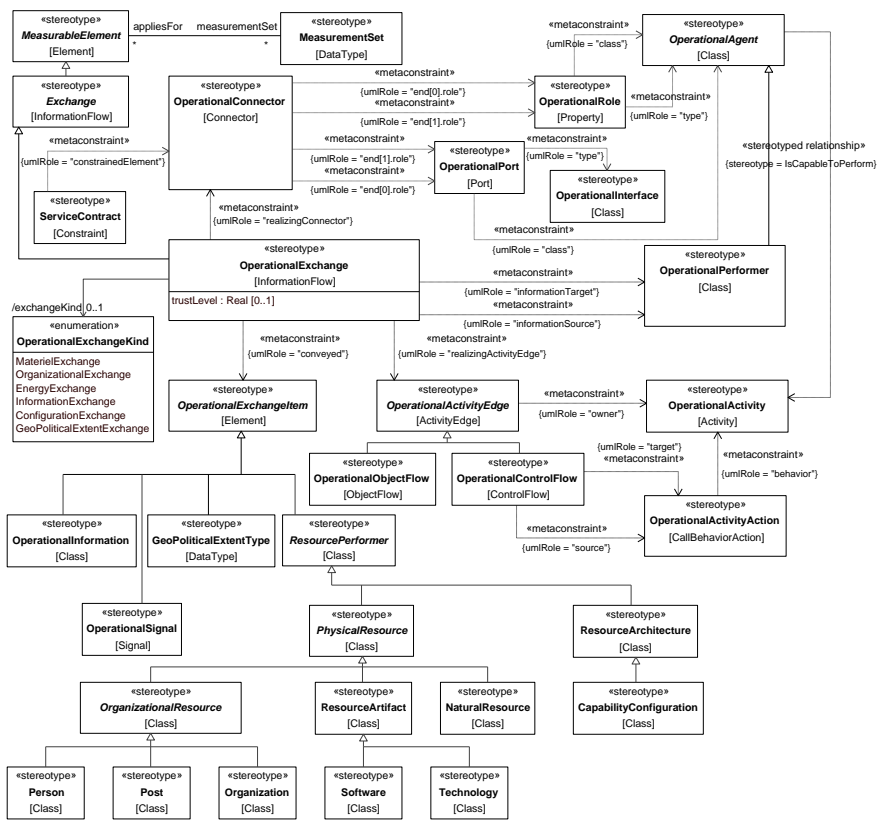 «stereotype»
MeasurableElement
[Element]
appliesFor
measurementSet
*
*
«stereotype»
MeasurementSet
[DataType]
«metaconstraint»
{umlRole = "class"}
«stereotype»
OperationalAgent
[Class]
«stereotype»
Exchange
[InformationFlow]
«stereotype»
OperationalConnector
[Connector]
«metaconstraint»
{umlRole = "end[0].role"}
«metaconstraint»
{umlRole = "end[1].role"}
«stereotype»
OperationalRole
[Property]
«metaconstraint»
{umlRole = "type"}
«metaconstraint»
{umlRole = "constrainedElement"}
«metaconstraint»
{umlRole = "end[1].role"}
«metaconstraint»
{umlRole = "end[0].role"}
«stereotype»
OperationalPort
[Port]
«metaconstraint»
{umlRole = "type"}
«stereotyped relationship»
{stereotype = IsCapableToPerform}
«stereotype»
OperationalInterface
[Class]
«stereotype»
ServiceContract
[Constraint]
«metaconstraint»
{umlRole = "realizingConnector"}
«metaconstraint»
{umlRole = "class"}
«stereotype»
OperationalExchange
[InformationFlow]
trustLevel : Real [0..1]
«stereotype»
OperationalPerformer
[Class]
«metaconstraint»
{umlRole = "informationTarget"}
«metaconstraint»
{umlRole = "informationSource"}
/exchangeKind 0..1
«enumeration»
OperationalExchangeKind
MaterielExchange
OrganizationalExchange
EnergyExchange
InformationExchange
ConfigurationExchange
GeoPoliticalExtentExchange
«metaconstraint»
{umlRole = "conveyed"}
«metaconstraint»
{umlRole = "realizingActivityEdge"}
«stereotype»
OperationalExchangeItem
[Element]
«stereotype»
OperationalActivityEdge
[ActivityEdge]
«metaconstraint»
{umlRole = "owner"}
«stereotype»
OperationalActivity
[Activity]
«stereotype»
OperationalObjectFlow
[ObjectFlow]
«stereotype»
OperationalControlFlow
[ControlFlow]
{umlRole = "target"}
«metaconstraint»
«metaconstraint»
{umlRole = "behavior"}
«metaconstraint»
{umlRole = "source"}
«stereotype»
OperationalActivityAction
[CallBehaviorAction]
«stereotype»
OperationalInformation
[Class]
«stereotype»
GeoPoliticalExtentType
[DataType]
«stereotype»
ResourcePerformer
[Class]
«stereotype»
OperationalSignal
[Signal]
«stereotype»
PhysicalResource
[Class]
«stereotype»
ResourceArchitecture
[Class]
«stereotype»
OrganizationalResource
[Class]
«stereotype»
ResourceArtifact
[Class]
«stereotype»
NaturalResource
[Class]
«stereotype»
CapabilityConfiguration
[Class]
«stereotype»
Person
[Class]
«stereotype»
Post
[Class]
«stereotype»
Organization
[Class]
«stereotype»
Software
[Class]
«stereotype»
Technology
[Class]